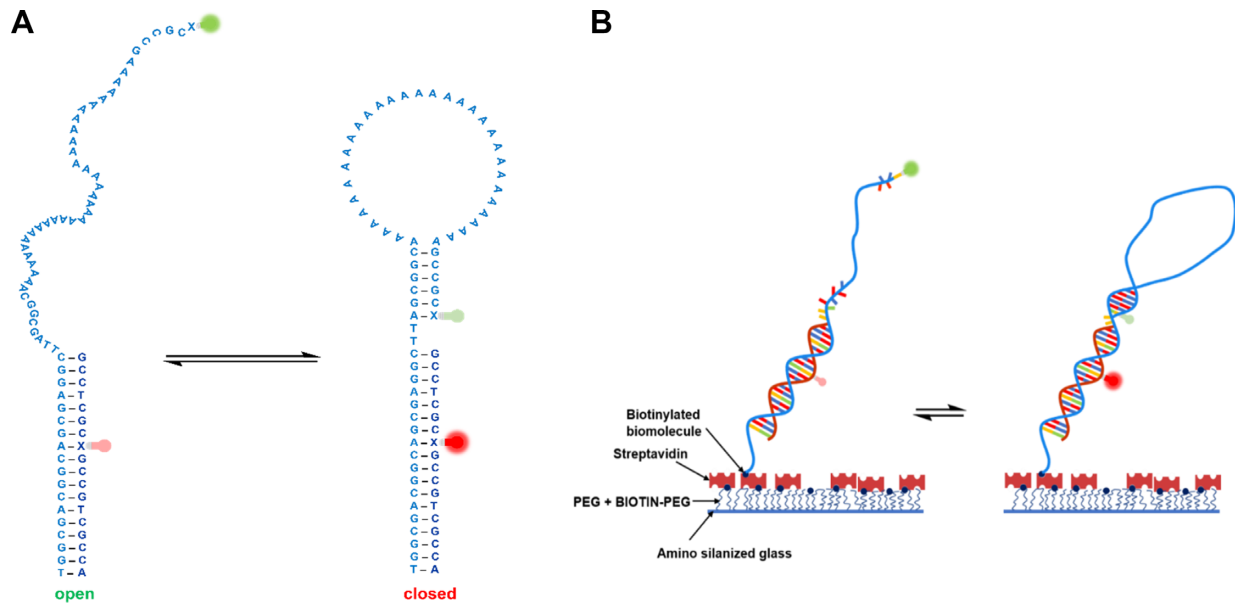 A
B
C–G
G–C
G–C
A–T
G–C
C–G
G–C
A–X
C–G
G–C
G–C
C–G
A–T
G–C
C–G
G–C
G–C
T–A
open
A A
C–G
G–C
G–C
C–G
G–C
A–X
T
T
C–G
G–C
G–C
A–T
G–C
C–G
G–C
A–X
C–G
G–C
G–C
C–G
A–T
G–C
C–G
G–C
G–C
T–A
closed
Biotinylated
biomolecule
Streptavidin
PEG + BIOTIN-PEG
Amino silanized glass